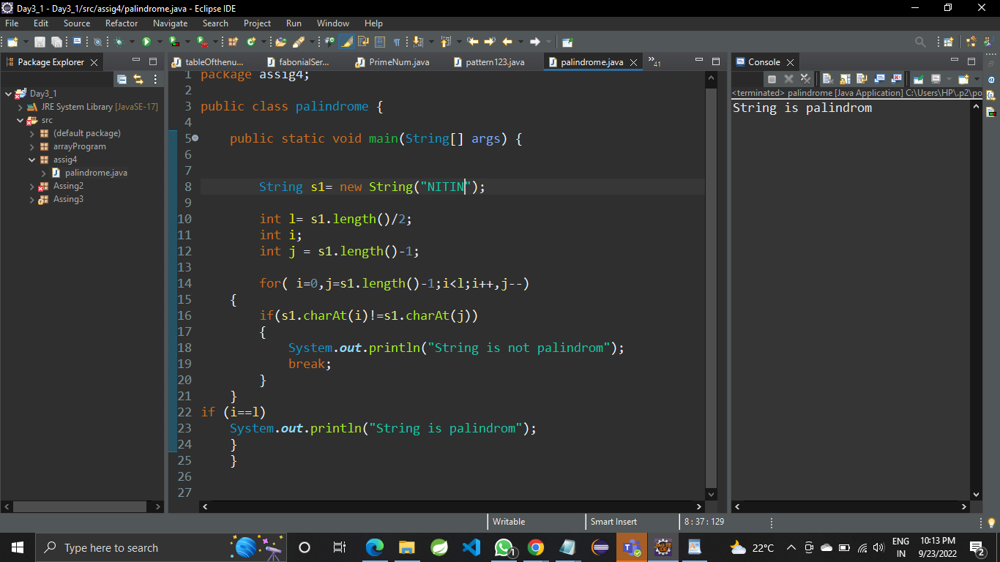 Day3_1 - Day3_1/src/assig4/palindrome.java - Eclipse IDE
File Edit Source Refactor Navigate Search Project Run Window Help
Package Explorer
Day3_1
JRE System Library [JavaSE-17]
src
(default package)
arrayProgram
assig4
palindrome.java
Assing2
Assing3
tableOfthenu... fabonialSer... PrimeNum.java pattern123.java palindrome.java »41
1 package assig4;
2
3 public class palindrome {
4
5 public static void main(String[] args) {
6
7
8 String s1= new String("NITIN");
9
10 int l= s1.length()/2;
11 int i;
12 int j = s1.length()-1;
13
14 for( i=0,j=s1.length()-1;i<l;i++,j--)
15 {
16 if(s1.charAt(i)!=s1.charAt(j))
17 {
18 System.out.println("String is not palindrom");
19 break;
20 }
21 }
22 if (i==l)
23 System.out.println("String is palindrom");
24 }
25 }
26
27
Console
<terminated> palindrome [Java Application] C:\Users\HP\.p2\po
String is palindrom
Writable Smart Insert 8 : 37 : 129
Type here to search
1
22°C
ENG
IN
10:13 PM
9/23/2022
2